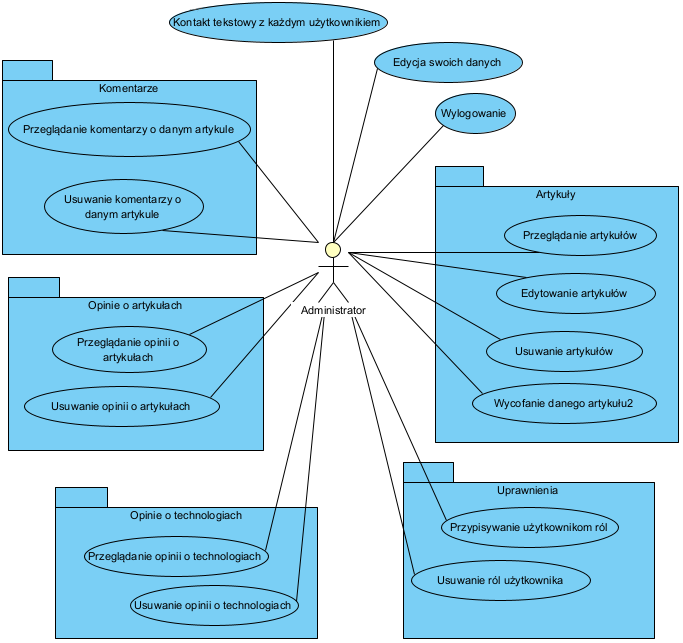 Kontakt tekstowy z każdym użytkownikiem
Edycja swoich danych
Wylogowanie
Komentarze
Przeglądanie komentarzy o danym artykule
Usuwanie komentarzy o
danym artykule
Artykuły
Przeglądanie artykułów
Edytowanie artykułów
Usuwanie artykułów
Wycofanie danego artykułu2
Administrator
Opinie o artykułach
Przeglądanie opinii o
artykułach
Usuwanie opinii o artykułach
Opinie o technologiach
Przeglądanie opinii o technologiach
Usuwanie opinii o technologiach
Uprawnienia
Przypisywanie użytkownikom ról
Usuwanie ról użytkownika